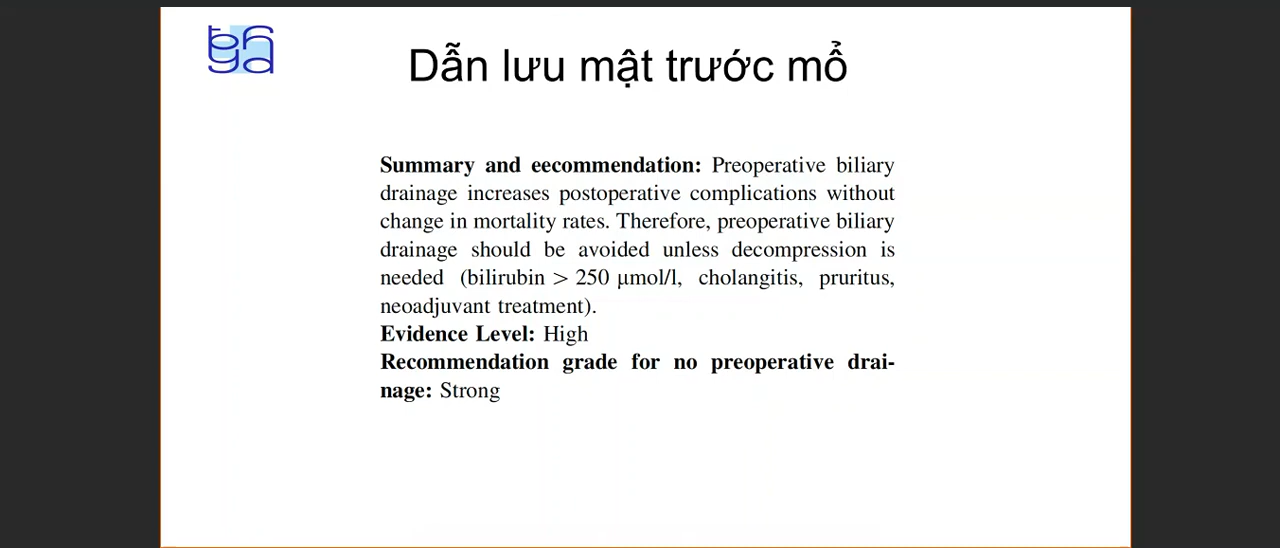 Dẫn lưu mật trước mổ
Summary and eecommendation: Preoperative biliary
drainage increases postoperative complications without
change in mortality rates. Therefore, preoperative biliary
drainage should be avoided unless decompression is
needed (bilirubin > 250 μmol/l, cholangitis, pruritus,
neoadjuvant treatment).
Evidence Level: High
Recommendation grade for no preoperative drai-
nage: Strong